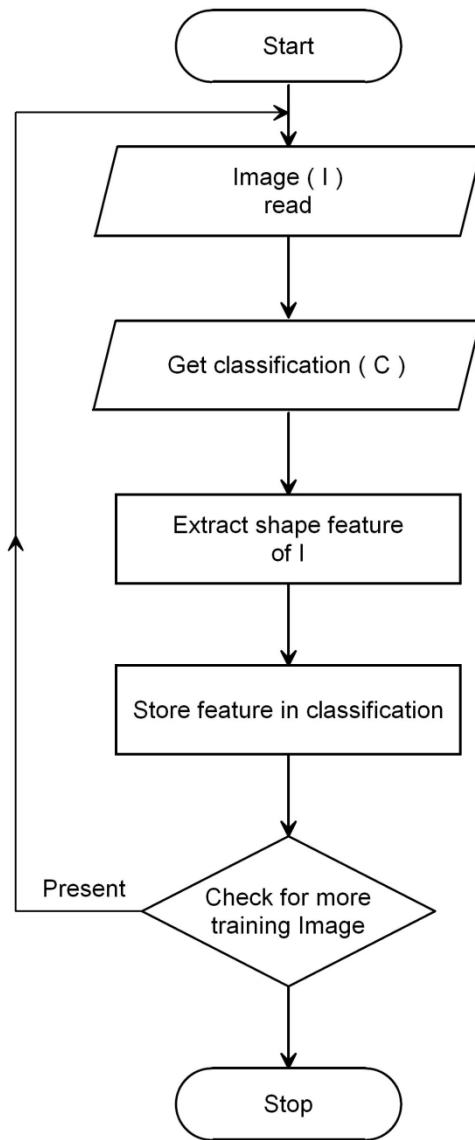 Start
Image ( I )
read
Get classification ( C )
Extract shape feature
of I
Store feature in classification
Present
Check for more
training Image
Stop